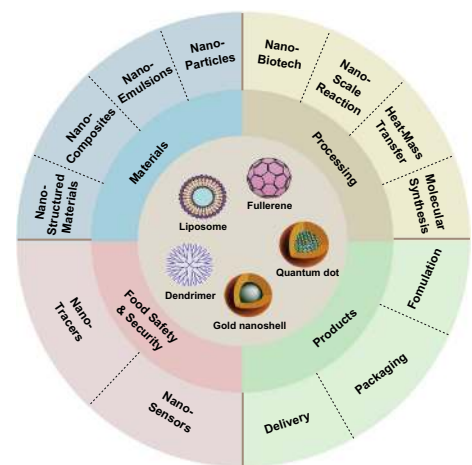 Nano-
Structured
Materials
Nano-
Composites
Nano-
Emulsions
Nano-
Particles
Materials
Nano-
Biotech
Nano-
Scale
Reaction
Heat-Mass
Transfer
Molecular
Synthesis
Processing
Liposome
Fullerene
Dendrimer
Quantum dot
Gold nanoshell
Food Safety
& Security
Nano-
Tracers
Nano-
Sensors
Products
Fomulation
Packaging
Delivery